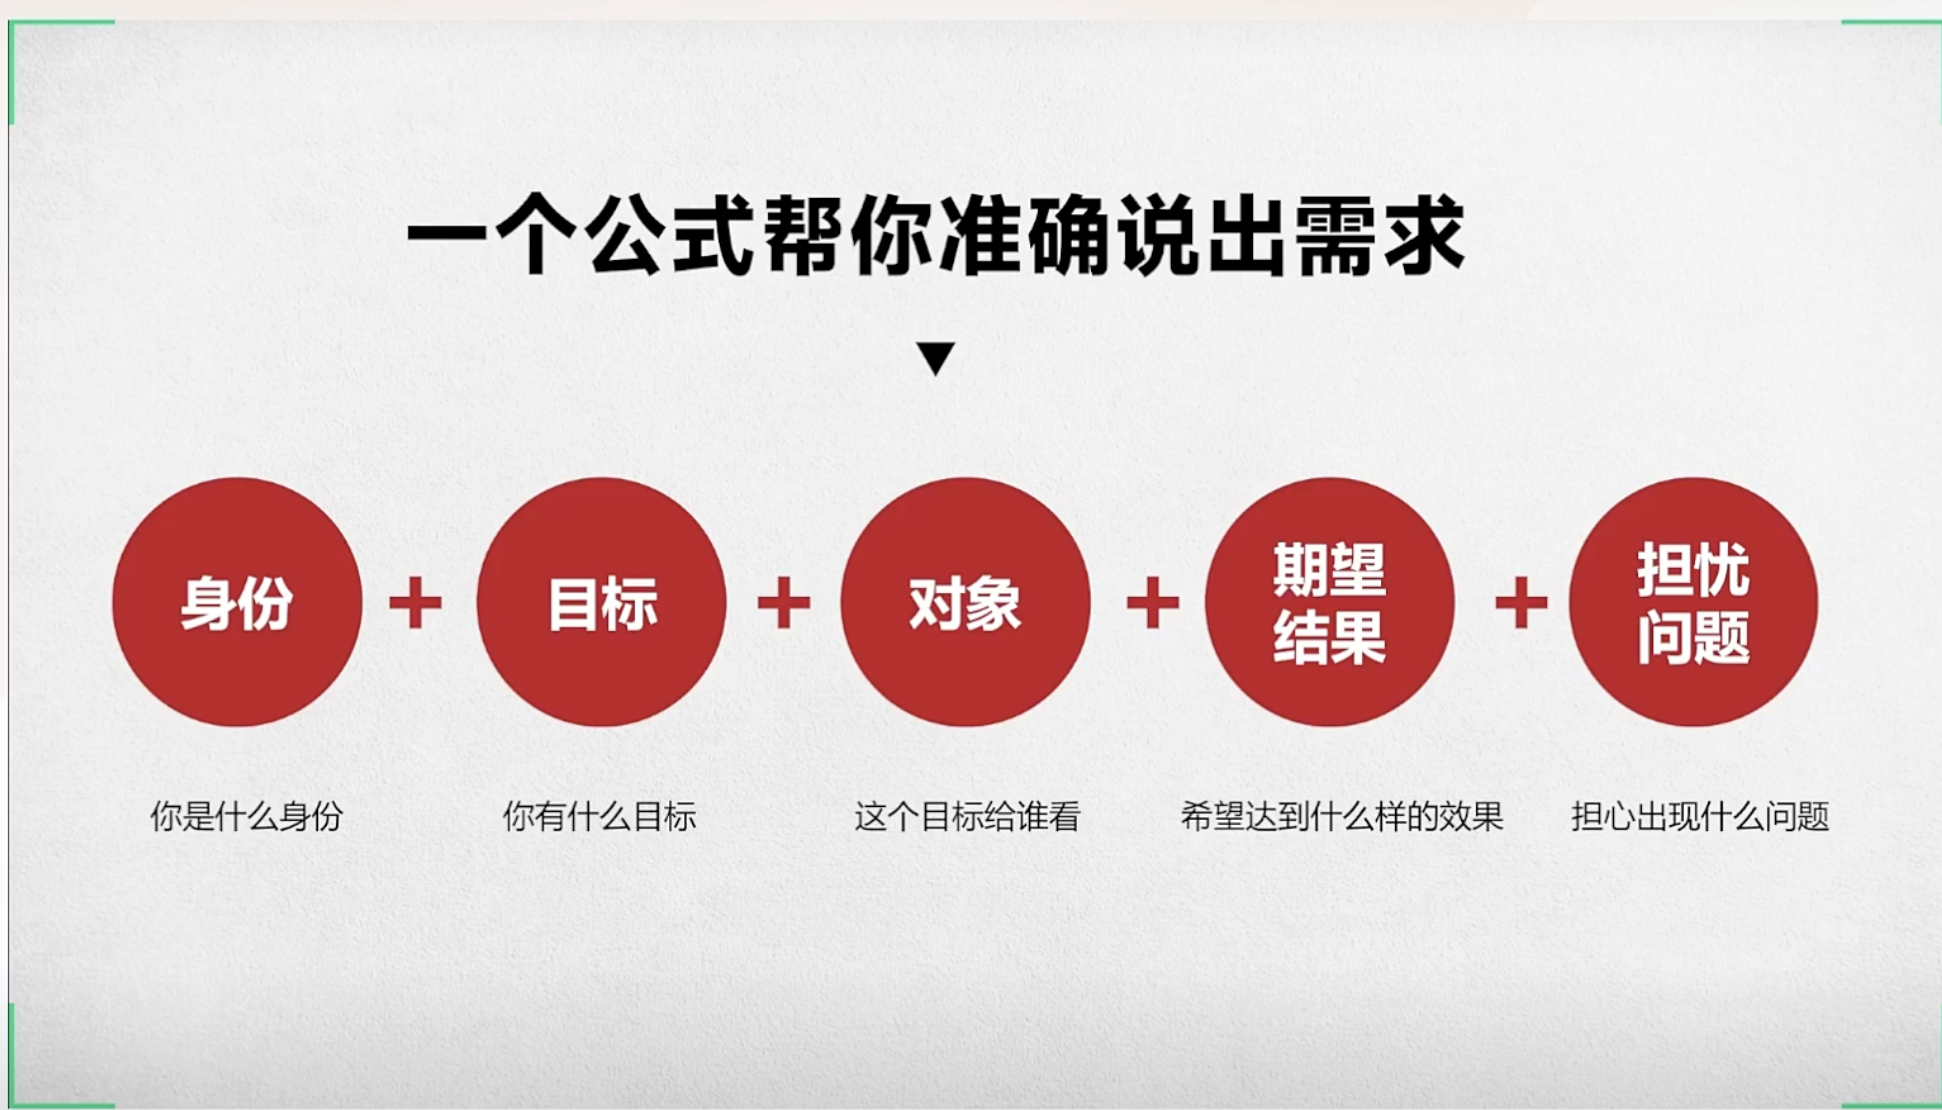 一个公式帮你准确说出需求
身份
目标
对象
期望
结果
担忧
问题
你是什么身份
你有什么目标
这个目标给谁看
希望达到什么样的效果
担心出现什么问题